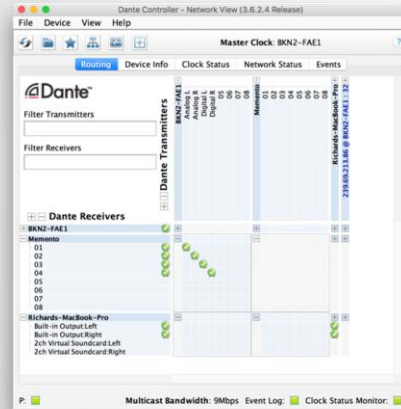 Dante Controller - Network View (3.6.2.4 Release)
File Device View Help
Master Clock: BKN2-FAE1
?
Routing Device Info Clock Status Network Status Events
Dante™
Filter Transmitters
Filter Receivers
Dante Transmitters
BKN2-FAE1
Analog L
Analog R
Digital L
Digital R
05
06
07
08
Memento
01
02
03
04
05
06
07
08
Richards-MacBook-Pro
239.69.213.86 @ BKN2-FAE1 : 32
Dante Receivers
BKN2-FAE1
Memento
01
02
03
04
05
06
07
08
Richards-MacBook-Pro
Built-in Output:Left
Built-in Output:Right
2ch Virtual Soundcard:Left
2ch Virtual Soundcard:Right
P: Multicast Bandwidth: 9Mbps Event Log: Clock Status Monitor: